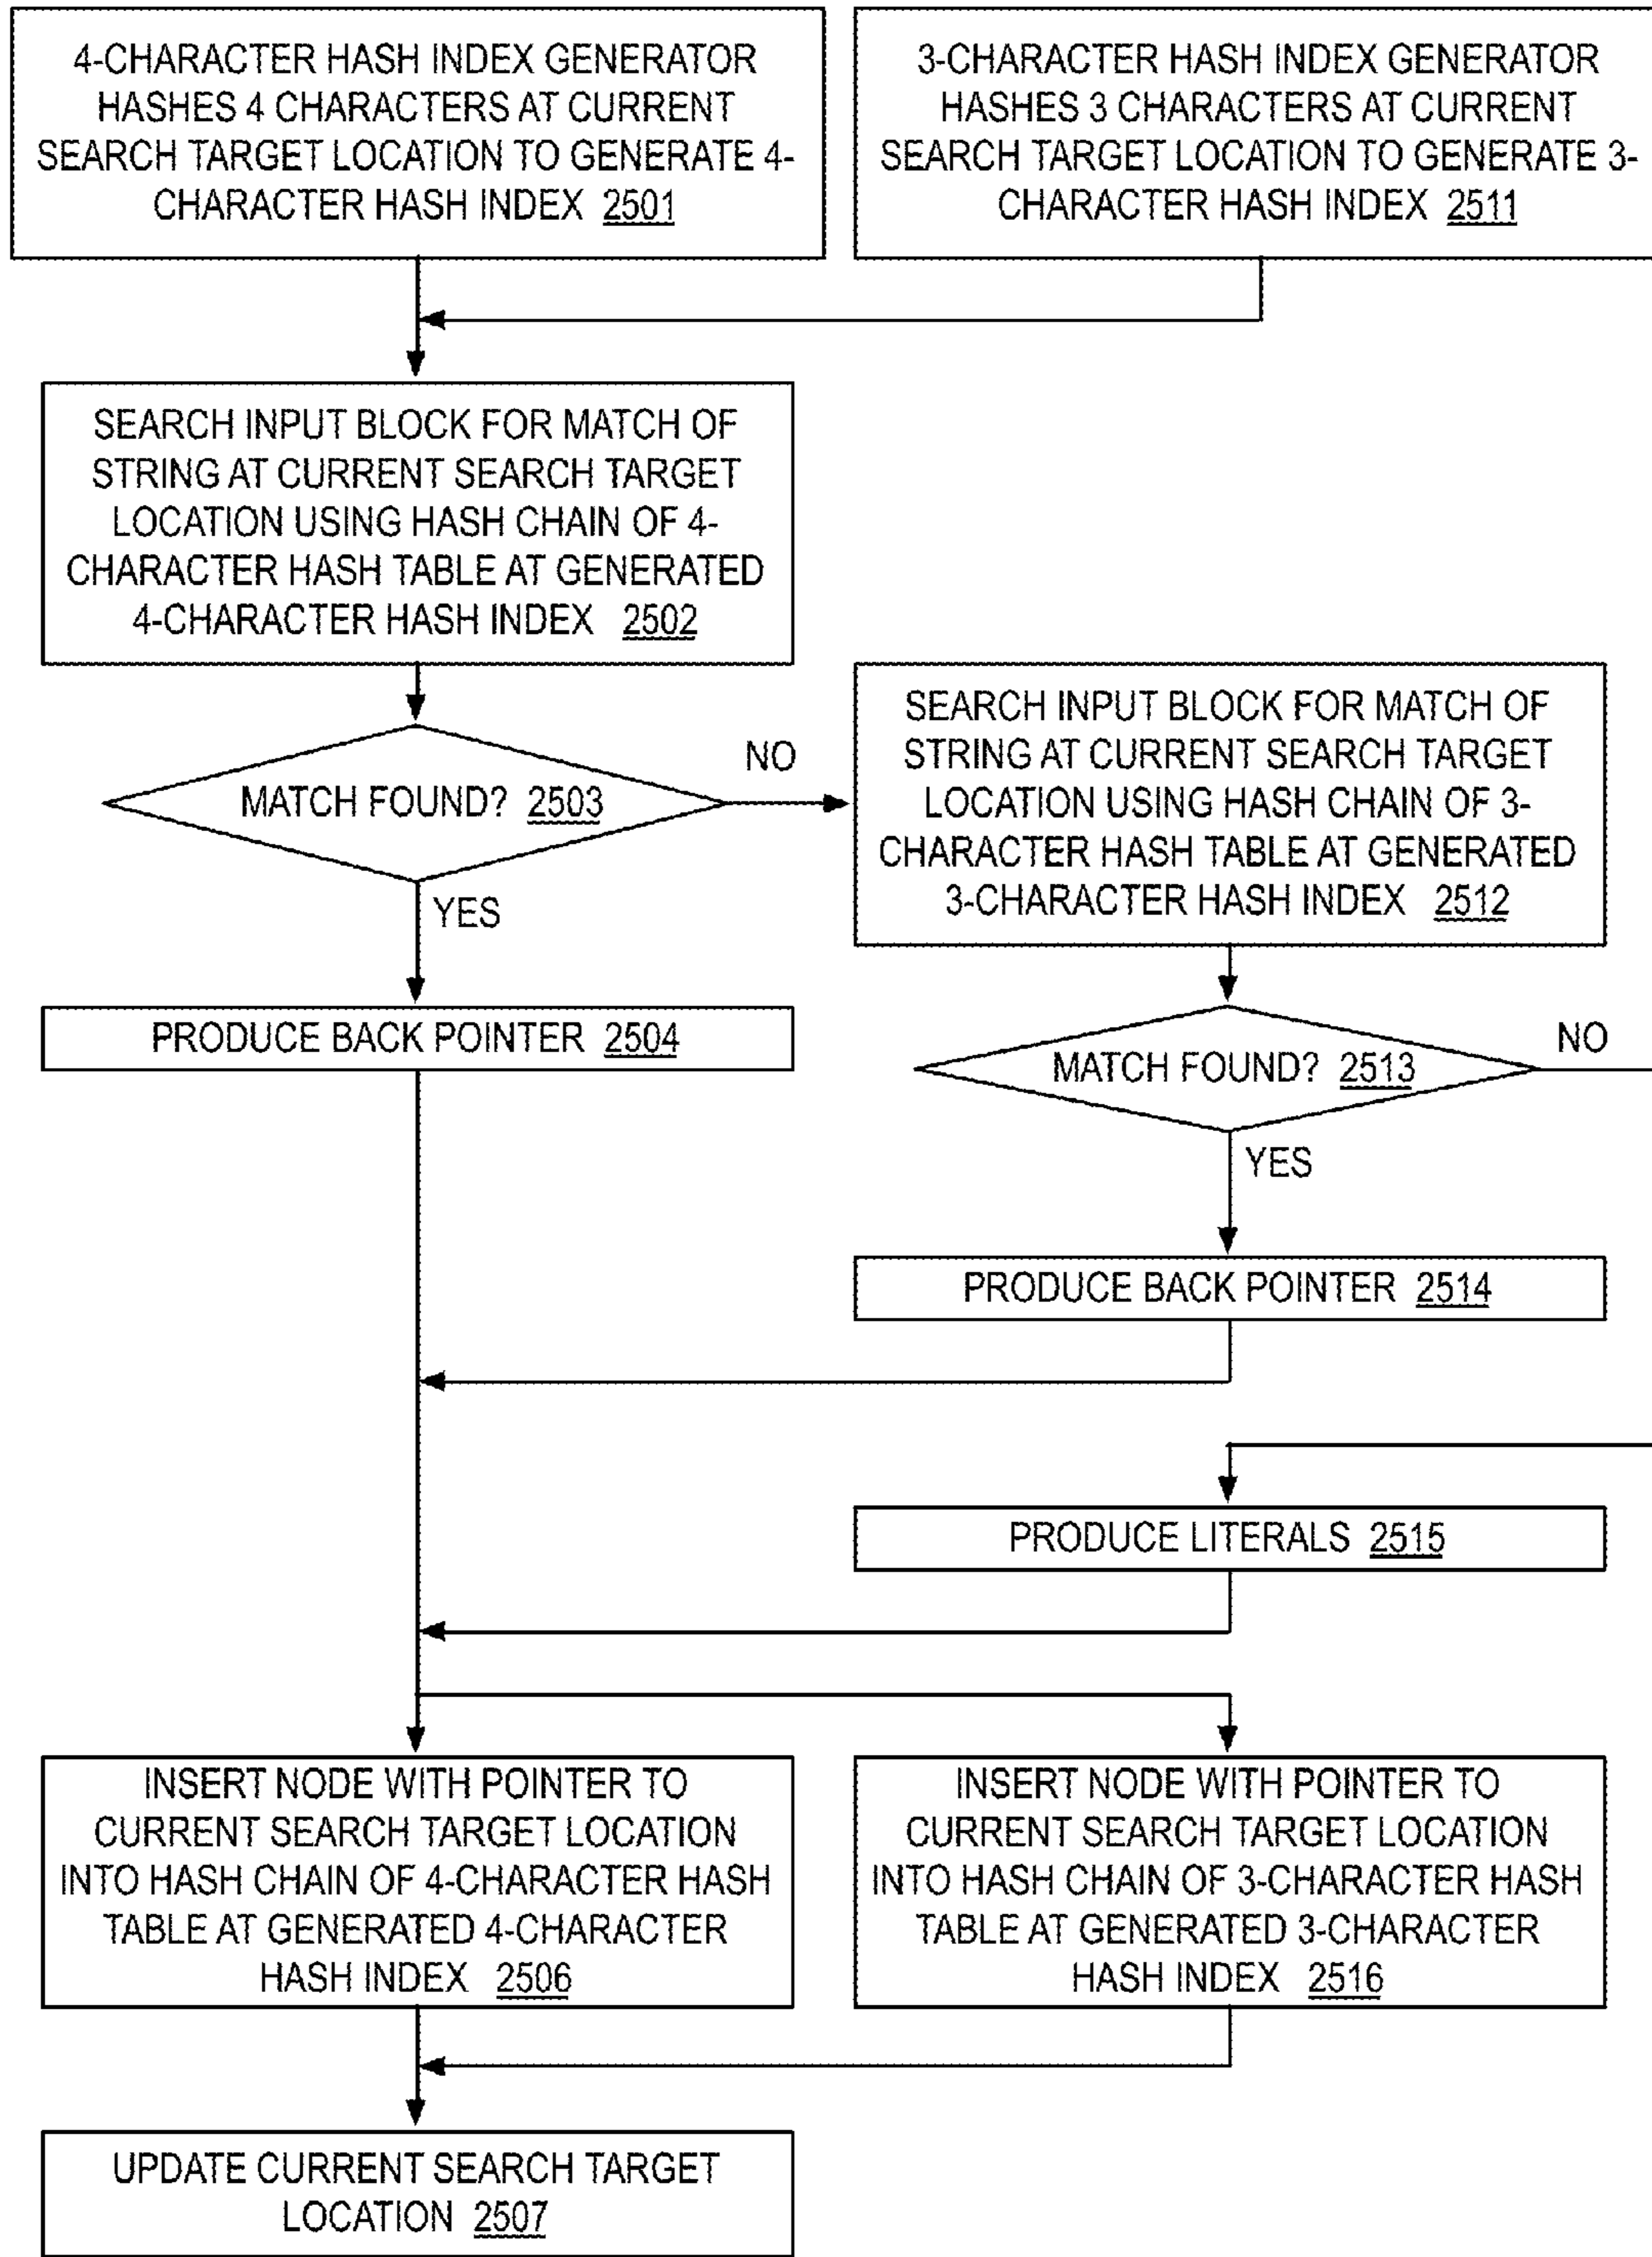 4-CHARACTER HASH INDEX GENERATOR
HASHES 4 CHARACTERS AT CURRENT
SEARCH TARGET LOCATION TO GENERATE 4-
CHARACTER HASH INDEX 2501
3-CHARACTER HASH INDEX GENERATOR
HASHES 3 CHARACTERS AT CURRENT
SEARCH TARGET LOCATION TO GENERATE 3-
CHARACTER HASH INDEX 2511
SEARCH INPUT BLOCK FOR MATCH OF
STRING AT CURRENT SEARCH TARGET
LOCATION USING HASH CHAIN OF 4-
CHARACTER HASH TABLE AT GENERATED
4-CHARACTER HASH INDEX 2502
MATCH FOUND? 2503
NO
YES
SEARCH INPUT BLOCK FOR MATCH OF
STRING AT CURRENT SEARCH TARGET
LOCATION USING HASH CHAIN OF 3-
CHARACTER HASH TABLE AT GENERATED
3-CHARACTER HASH INDEX 2512
PRODUCE BACK POINTER 2504
MATCH FOUND? 2513
NO
YES
PRODUCE BACK POINTER 2514
PRODUCE LITERALS 2515
INSERT NODE WITH POINTER TO
CURRENT SEARCH TARGET LOCATION
INTO HASH CHAIN OF 4-CHARACTER HASH
TABLE AT GENERATED 4-CHARACTER
HASH INDEX 2506
INSERT NODE WITH POINTER TO
CURRENT SEARCH TARGET LOCATION
INTO HASH CHAIN OF 3-CHARACTER HASH
TABLE AT GENERATED 3-CHARACTER
HASH INDEX 2516
UPDATE CURRENT SEARCH TARGET
LOCATION 2507